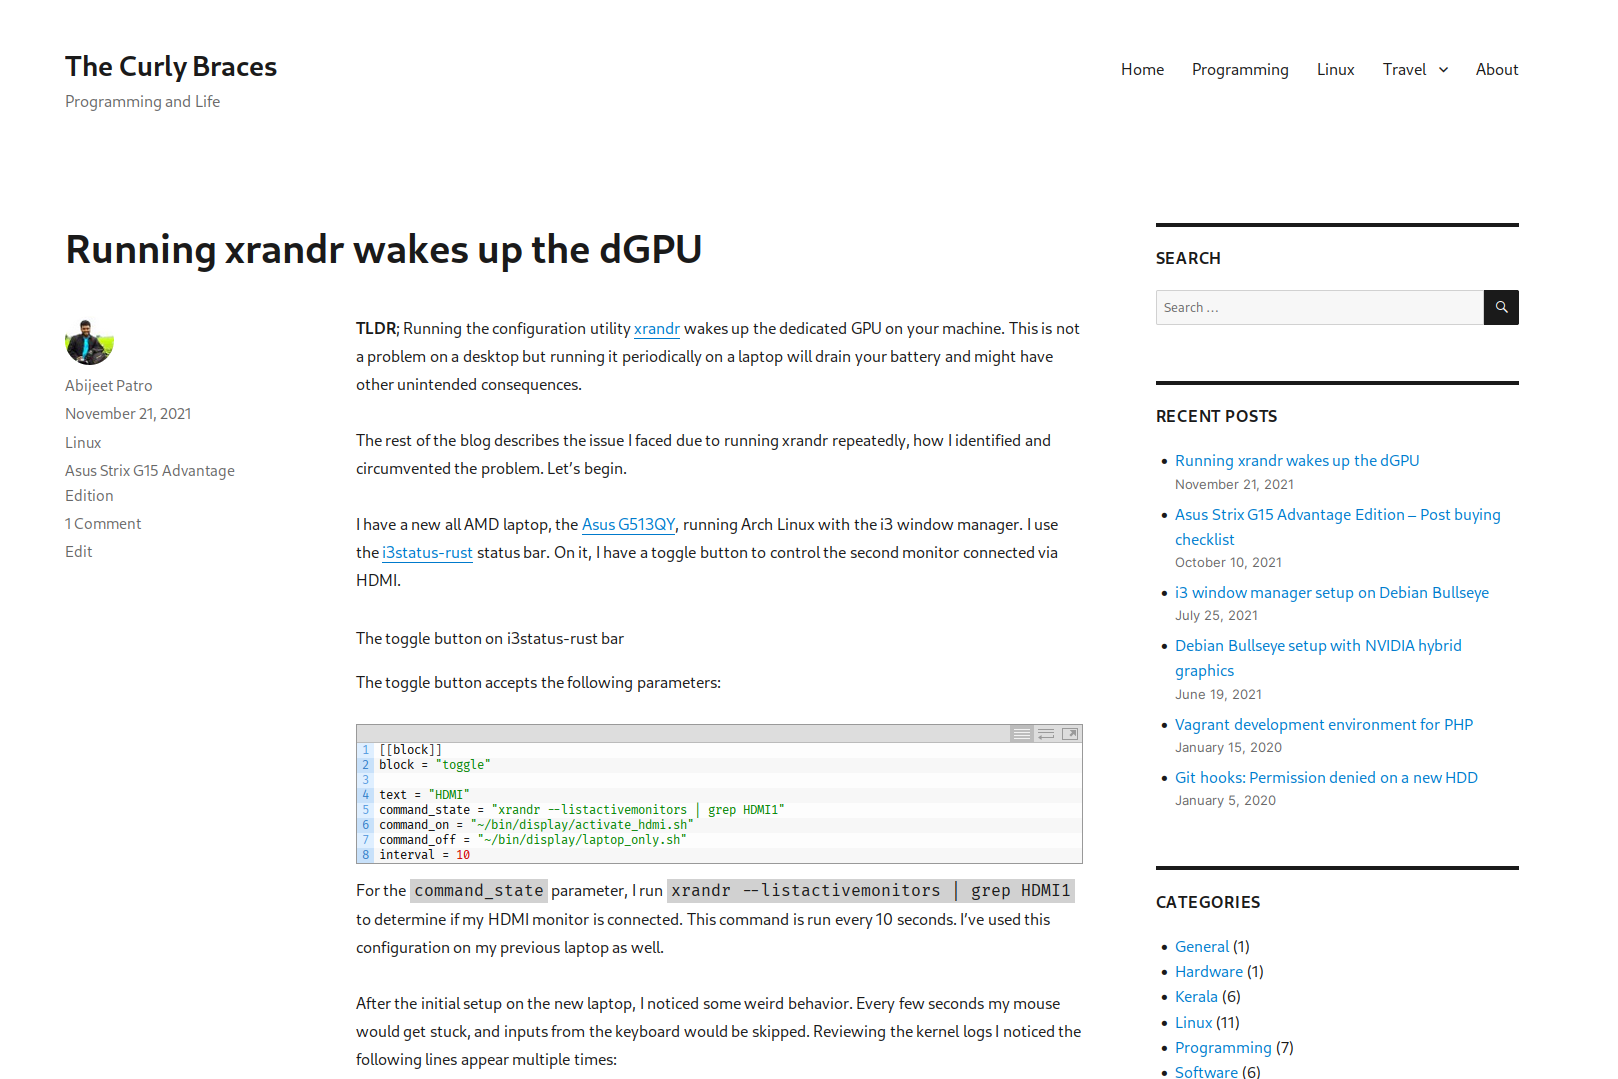 The Curly Braces
Programming and Life
Home Programming Linux Travel About
Running xrandr wakes up the dGPU
Abijeet Patro
November 21, 2021
Linux
Asus Strix G15 Advantage
Edition
1 Comment
Edit
TLDR; Running the configuration utility xrandr wakes up the dedicated GPU on your machine. This is not
a problem on a desktop but running it periodically on a laptop will drain your battery and might have
other unintended consequences.
The rest of the blog describes the issue I faced due to running xrandr repeatedly, how I identified and
circumvented the problem. Let’s begin.
I have a new all AMD laptop, the Asus G513QY, running Arch Linux with the i3 window manager. I use
the i3status-rust status bar. On it, I have a toggle button to control the second monitor connected via
HDMI.
The toggle button on i3status-rust bar
The toggle button accepts the following parameters:
1 [[block]]
2 block = "toggle"
3
4 text = "HDMI"
5 command_state = "xrandr --listactivemonitors | grep HDMI1"
6 command_on = "~/bin/display/activate_hdmi.sh"
7 command_off = "~/bin/display/laptop_only.sh"
8 interval = 10
For the command_state parameter, I run xrandr --listactivemonitors | grep HDMI1
to determine if my HDMI monitor is connected. This command is run every 10 seconds. I’ve used this
configuration on my previous laptop as well.
After the initial setup on the new laptop, I noticed some weird behavior. Every few seconds my mouse
would get stuck, and inputs from the keyboard would be skipped. Reviewing the kernel logs I noticed the
following lines appear multiple times:
SEARCH
Search …
RECENT POSTS
Running xrandr wakes up the dGPU
November 21, 2021
Asus Strix G15 Advantage Edition – Post buying
checklist
October 10, 2021
i3 window manager setup on Debian Bullseye
July 25, 2021
Debian Bullseye setup with NVIDIA hybrid
graphics
June 19, 2021
Vagrant development environment for PHP
January 15, 2020
Git hooks: Permission denied on a new HDD
January 5, 2020
CATEGORIES
General (1)
Hardware (1)
Kerala (6)
Linux (11)
Programming (7)
Software (6)